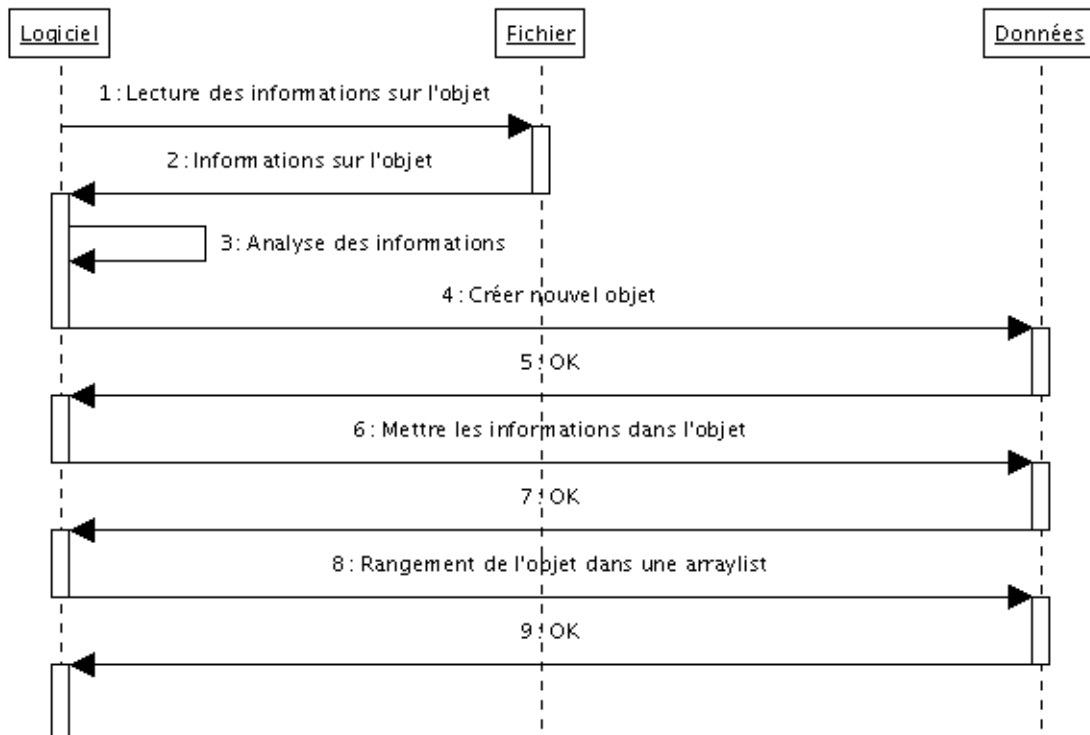 Logiciel
Fichier
Données
1 : Lecture des informations sur l'objet
2 : Informations sur l'objet
3 : Analyse des informations
4 : Créer nouvel objet
5 : OK
6 : Mettre les informations dans l'objet
7 : OK
8 : Rangement de l'objet dans une arraylist
9 : OK